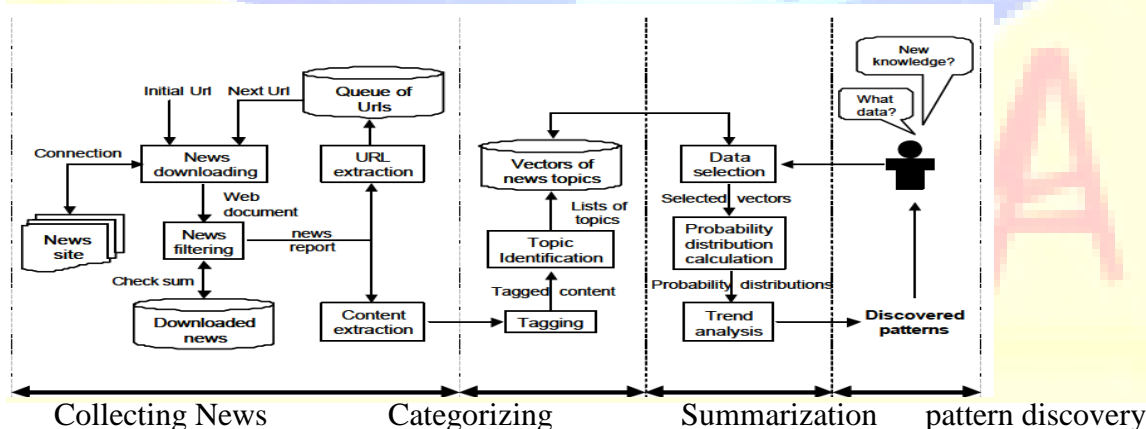 New
knowledge?
What
data?
Initial Url
Next Url
Queue of
Urls
Connection
News
downloading
URL
extraction
Vectors of
news topics
Data
selection
Web
document
Lists of
topics
Selected vectors
News
site
News
filtering
news
report
Topic
Identification
Probability
distribution
calculation
Check sum
Tagged content
Probability distributions
Downloaded
news
Content
extraction
Tagging
Trend
analysis
Discovered
patterns
Collecting News
Categorizing
Summarization
pattern discovery
A